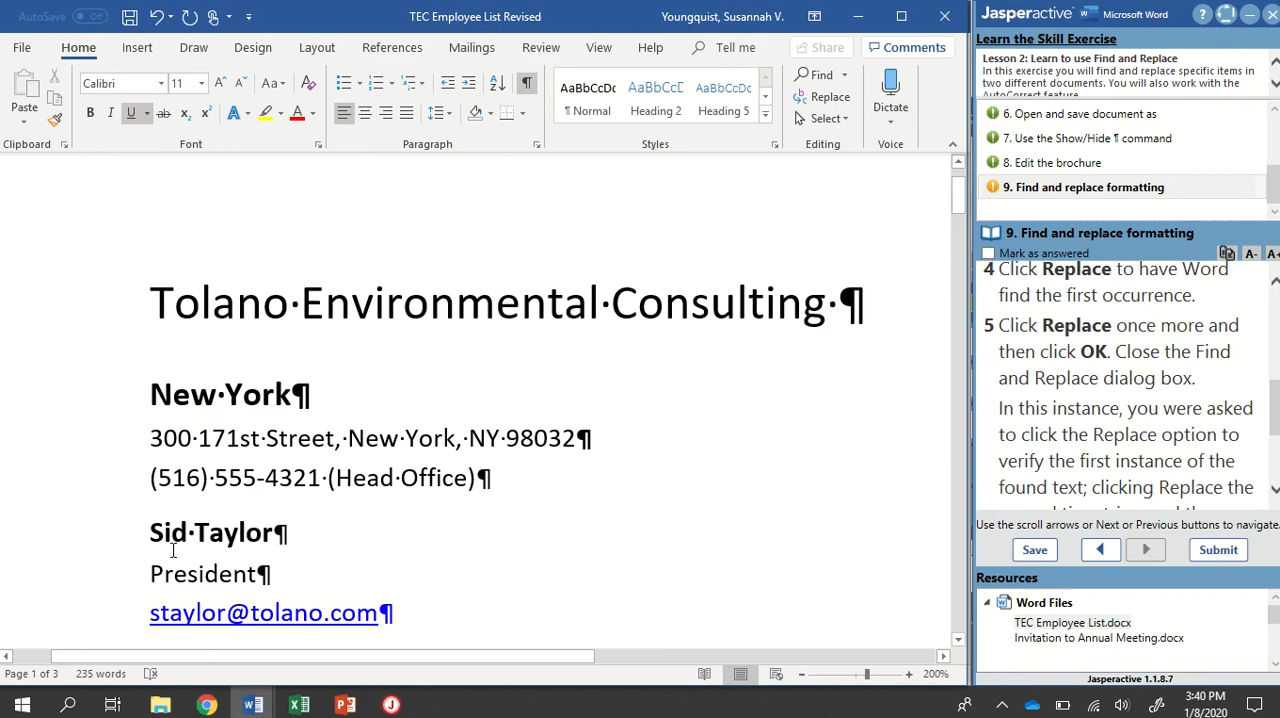 AutoSave Off
TEC Employee List Revised
Youngquist, Susannah V.
File Home Insert Draw Design Layout References Mailings Review View Help Tell me Share Comments
Paste
Clipboard
Calibri 11
Aa
B I U ab x2 x2 A A
Font
Paragraph
AaBbCcDc AaBbCcD AaBbCcDc
¶ Normal Heading 2 Heading 5
Styles
Find
Replace
Select
Editing
Dictate
Voice
Tolano·Environmental·Consulting·¶
New·York¶
300·171st·Street,·New·York,·NY·98032¶
(516)·555-4321·(Head·Office)¶
Sid·Taylor¶
President¶
staylor@tolano.com¶
Page 1 of 3 235 words
200%
Jasperactive Microsoft Word
Learn the Skill Exercise
Lesson 2: Learn to use Find and Replace
In this exercise you will find and replace specific items in
two different documents. You will also work with the
AutoCorrect feature
6. Open and save document as
7. Use the Show/Hide ¶ command
8. Edit the brochure
9. Find and replace formatting
9. Find and replace formatting
Mark as answered A- A+
4 Click Replace to have Word
find the first occurrence.
5 Click Replace once more and
then click OK. Close the Find
and Replace dialog box.
In this instance, you were asked
to click the Replace option to
verify the first instance of the
found text; clicking Replace the
Use the scroll arrows or Next or Previous buttons to navigate.
Save Submit
Resources
Word Files
TEC Employee List.docx
Invitation to Annual Meeting.docx
Jasperactive 1.1.8.7
3:40 PM
1/8/2020